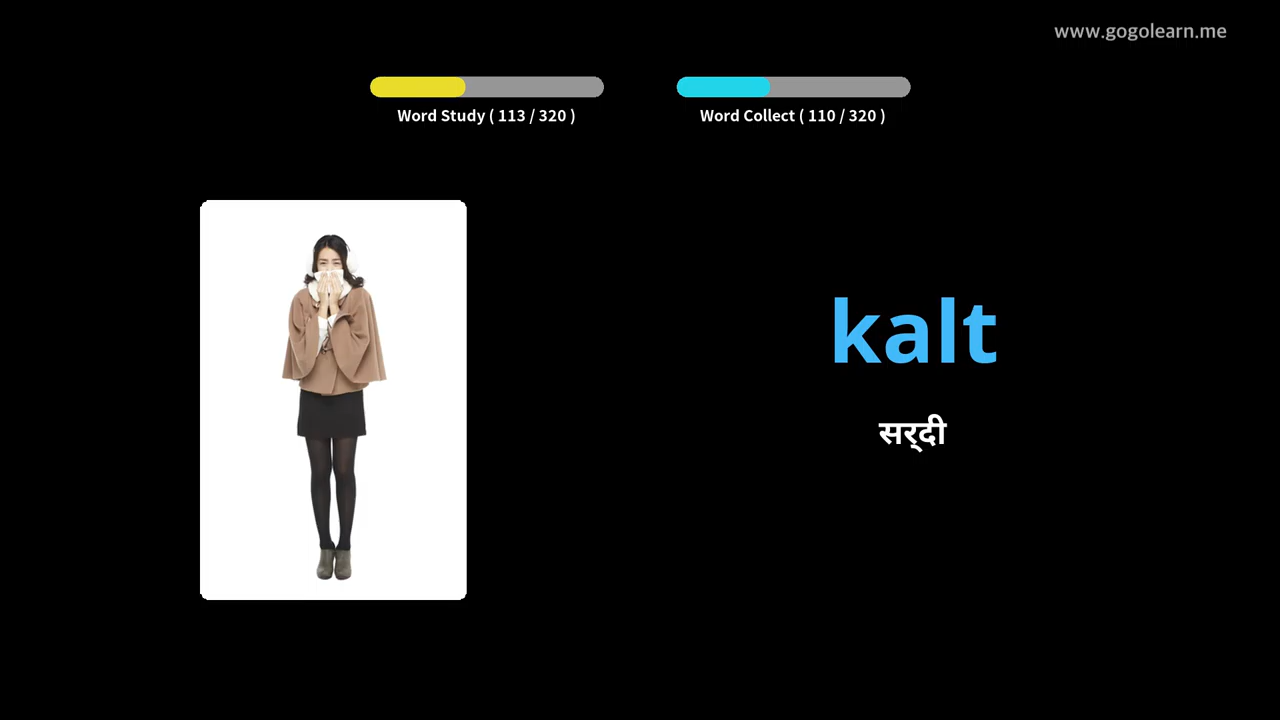 www.gogolearn.me
Word Study ( 113 / 320 )
Word Collect ( 110 / 320 )
kalt
सर्दी